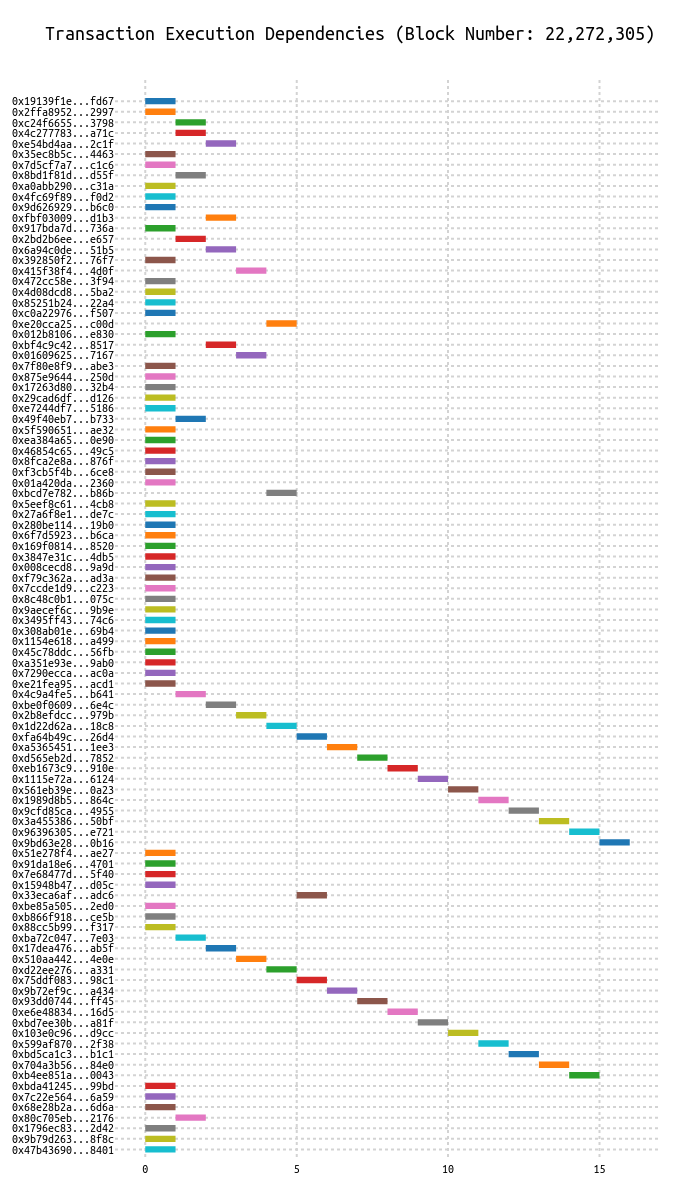 Transaction Execution Dependencies (Block Number: 22,272,305)
0x19139f1e...fd67
0x2ffa8952...2997
0xc24f6655...3798
0x4c277783...a71c
0xe54bd4aa...2c1f
0x35ec8b5c...4463
0x7d5cf7a7...c1c6
0x8bd1f81d...d55f
0xa0abb290...c31a
0x4fc69f89...f0d2
0x9d626929...b6c0
0xfbf03009...d1b3
0x917bda7d...736a
0x2bd2b6ee...e657
0x6a94c0de...51b5
0x392850f2...76f7
0x415f38f4...4d0f
0x472cc58e...3f94
0x4d08dcd8...5ba2
0x85251b24...22a4
0xc0a22976...f507
0xe20cca25...c00d
0x012b8106...e830
0xbf4c9c42...8517
0x01609625...7167
0x7f80e8f9...abe3
0x875e9644...250d
0x17263d80...32b4
0x29cad6df...d126
0xe7244df7...5186
0x49f40eb7...b733
0x5f590651...ae32
0xea384a65...0e90
0x46854c65...49c5
0x8fca2e8a...876f
0xf3cb5f4b...6ce8
0x01a420da...2360
0xbcd7e782...b86b
0x5eef8c61...4cb8
0x27a6f8e1...de7c
0x280be114...19b0
0x6f7d5923...b6ca
0x169f0814...8520
0x3847e31c...4db5
0x008cecd8...9a9d
0xf79c362a...ad3a
0x7ccde1d9...c223
0x8c48c0b1...075c
0x9aecef6c...9b9e
0x3495ff43...74c6
0x308ab01e...69b4
0x1154e618...a499
0x45c78ddc...56fb
0xa351e93e...9ab0
0x7290ecca...ac0a
0xe21fea95...acd1
0x4c9a4fe5...b641
0xbe0f0609...6e4c
0x2b8efdcc...979b
0x1d22d62a...18c8
0xfa64b49c...26d4
0xa5365451...1ee3
0xd565eb2d...7852
0xeb1673c9...910e
0x1115e72a...6124
0x561eb39e...0a23
0x1989d8b5...864c
0x9cfd85ca...4955
0x3a455386...50bf
0x96396305...e721
0x9bd63e28...0b16
0x51e278f4...ae27
0x91da18e6...4701
0x7e68477d...5f40
0x15948b47...d05c
0x33eca6af...adc6
0xbe85a505...2ed0
0xb866f918...ce5b
0x88cc5b99...f317
0xba72c047...7e03
0x17dea476...ab5f
0x510aa442...4e0e
0xd22ee276...a331
0x75ddf083...98c1
0x9b72ef9c...a434
0x93dd0744...ff45
0xe6e48834...16d5
0xbd7ee30b...a81f
0x103e0c96...d9cc
0x599af870...2f38
0xbd5ca1c3...b1c1
0x704a3b56...84e0
0xb4ee851a...0043
0xbda41245...99bd
0x7c22e564...6a59
0x68e28b2a...6d6a
0x80c705eb...2176
0x1796ec83...2d42
0x9b79d263...8f8c
0x47b43690...8401
0 5 10 15